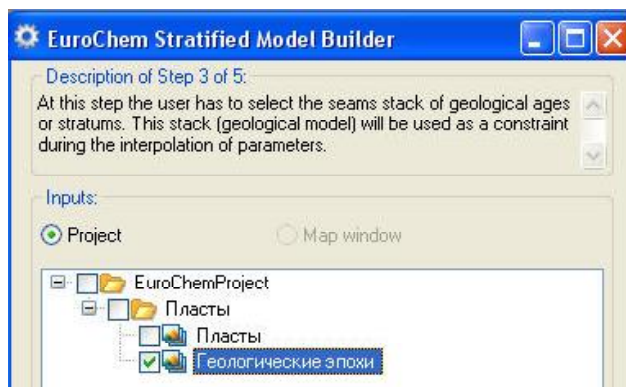 EuroChem Stratified Model Builder
Description of Step 3 of 5:
At this step the user has to select the seams stack of geological ages
or stratums. This stack (geological model) will be used as a constraint
during the interpolation of parameters.
Inputs:
Project
Map window
EuroChemProject
Пласты
Пласты
Геологические эпохи